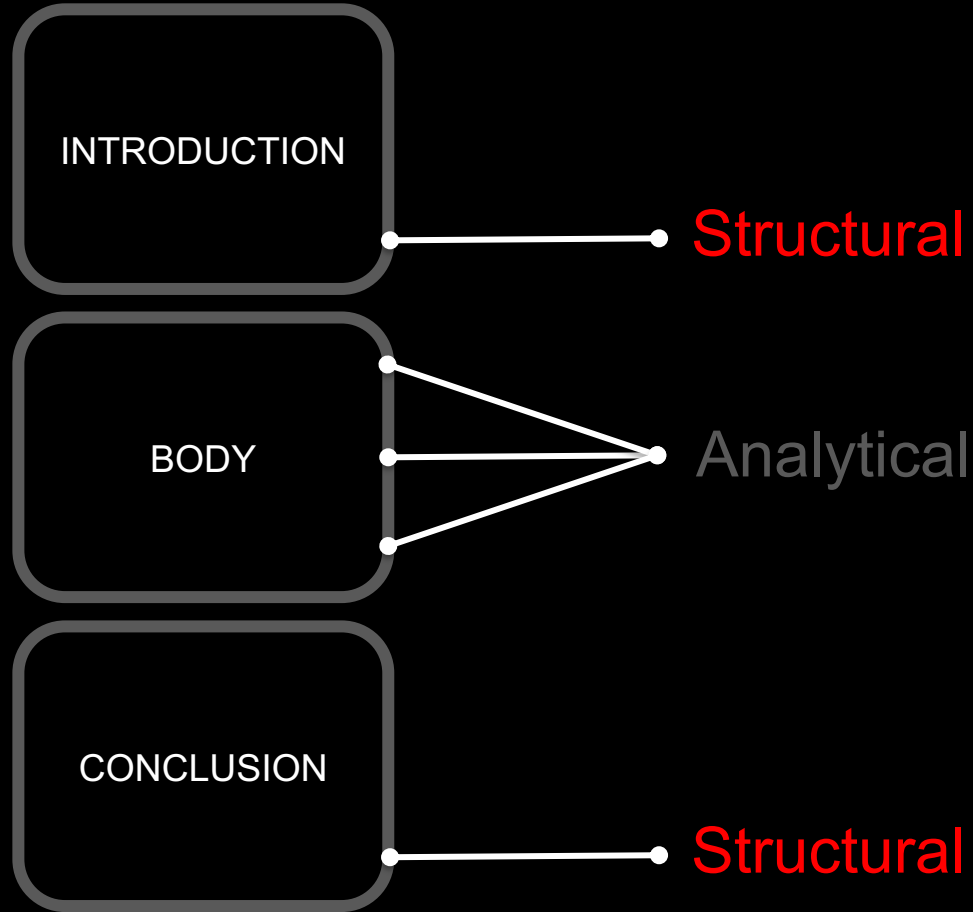 INTRODUCTION
Structural
BODY
Analytical
CONCLUSION
Structural